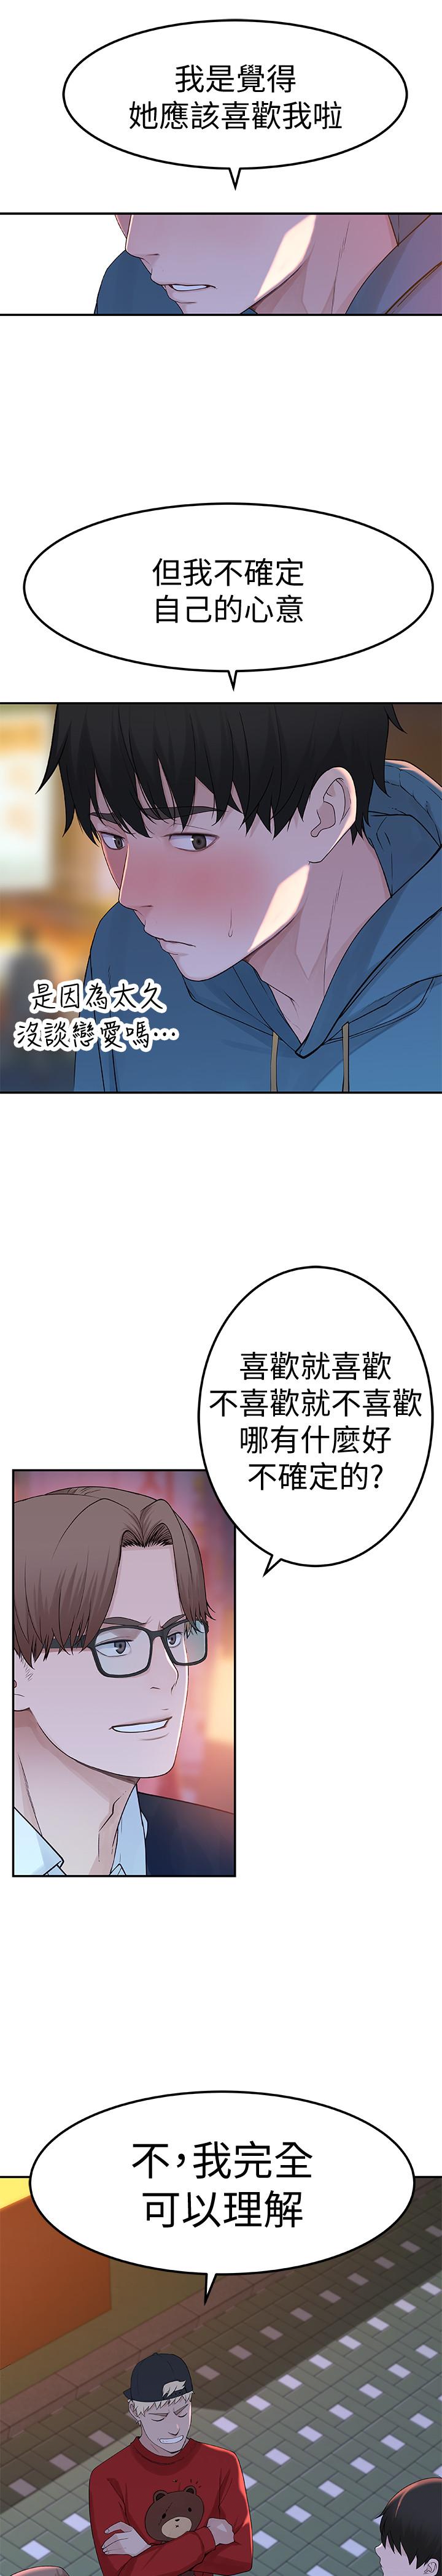 我是覺得
她應該喜歡我啦
但我不確定
自己的心意
是因為太久
沒談戀愛嗎…
喜歡就喜歡
不喜歡就不喜歡
哪有什麼好
不確定的?
不,我完全
可以理解